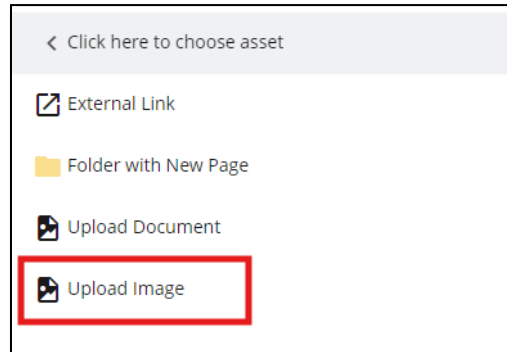 Click here to choose asset
External Link
Folder with New Page
Upload Document
Upload Image